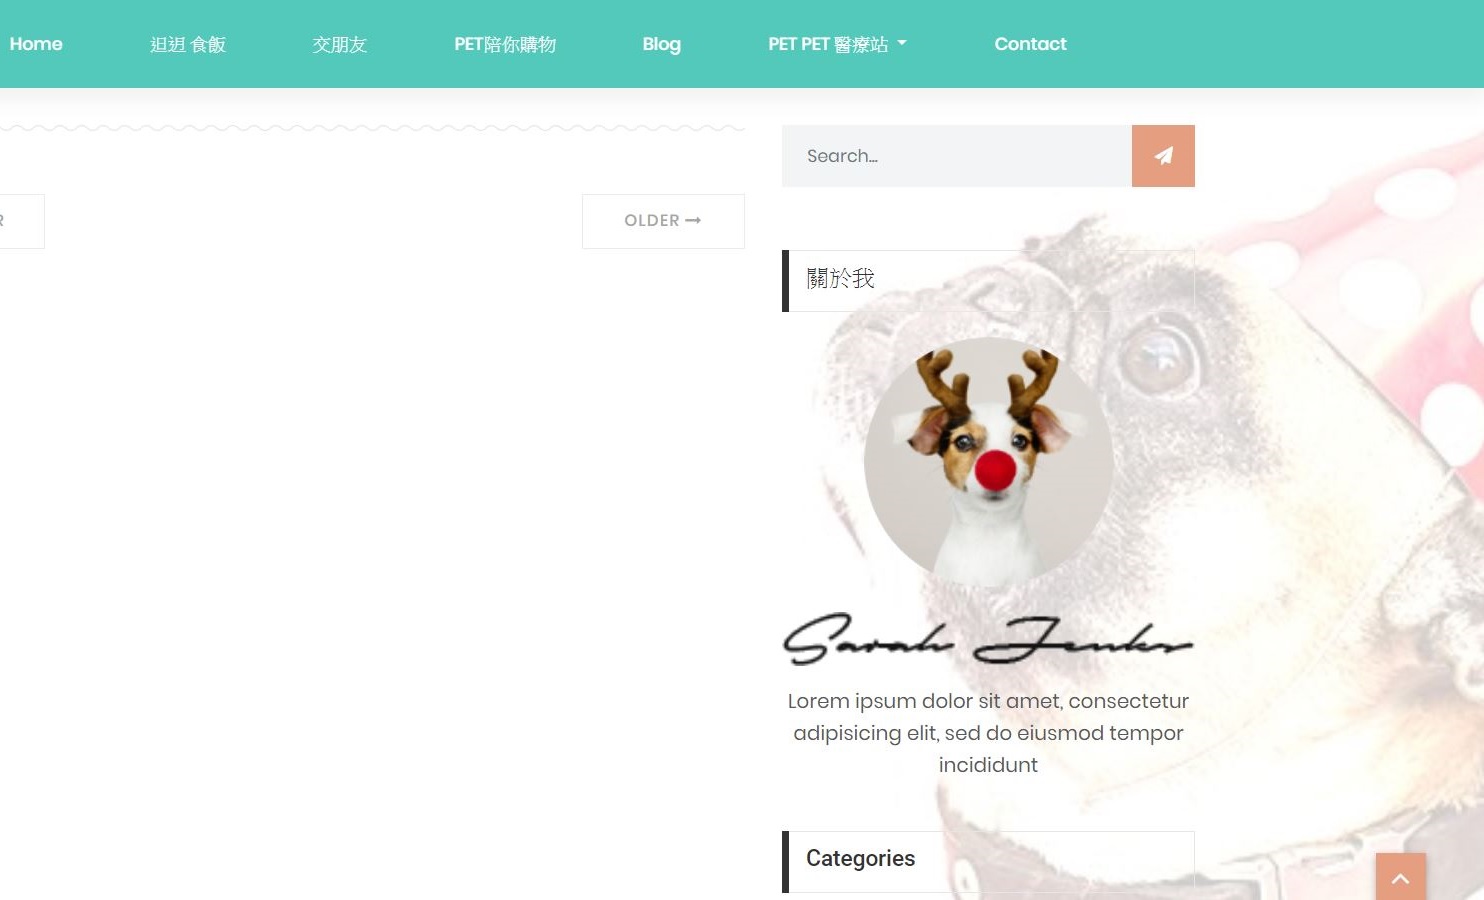 Home 迌迌 食飯 交朋友 PET陪你購物 Blog PET PET 醫療站 Contact
Search...
R OLDER
關於我
Sarah Jenks
Lorem ipsum dolor sit amet, consectetur
adipisicing elit, sed do eiusmod tempor
incididunt
Categories